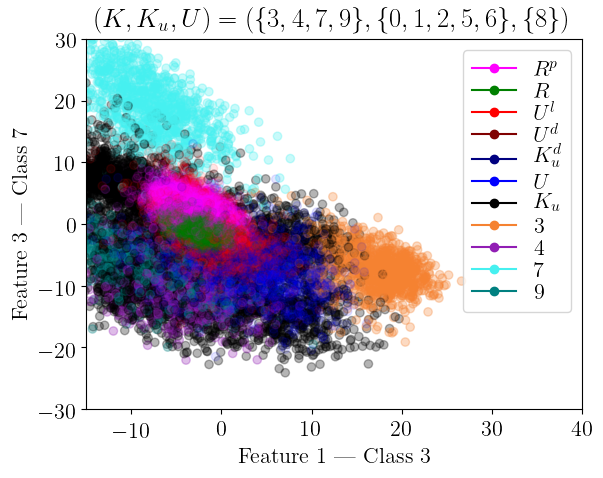 (K, K_u, U) = ({3, 4, 7, 9}, {0, 1, 2, 5, 6}, {8})
30
20
10
0
−10
−20
−30
Feature 3 — Class 7
R^p
R
U^l
U^d
K_u^d
U
K_u
3
4
7
9
−10 0 10 20 30 40
Feature 1 — Class 3